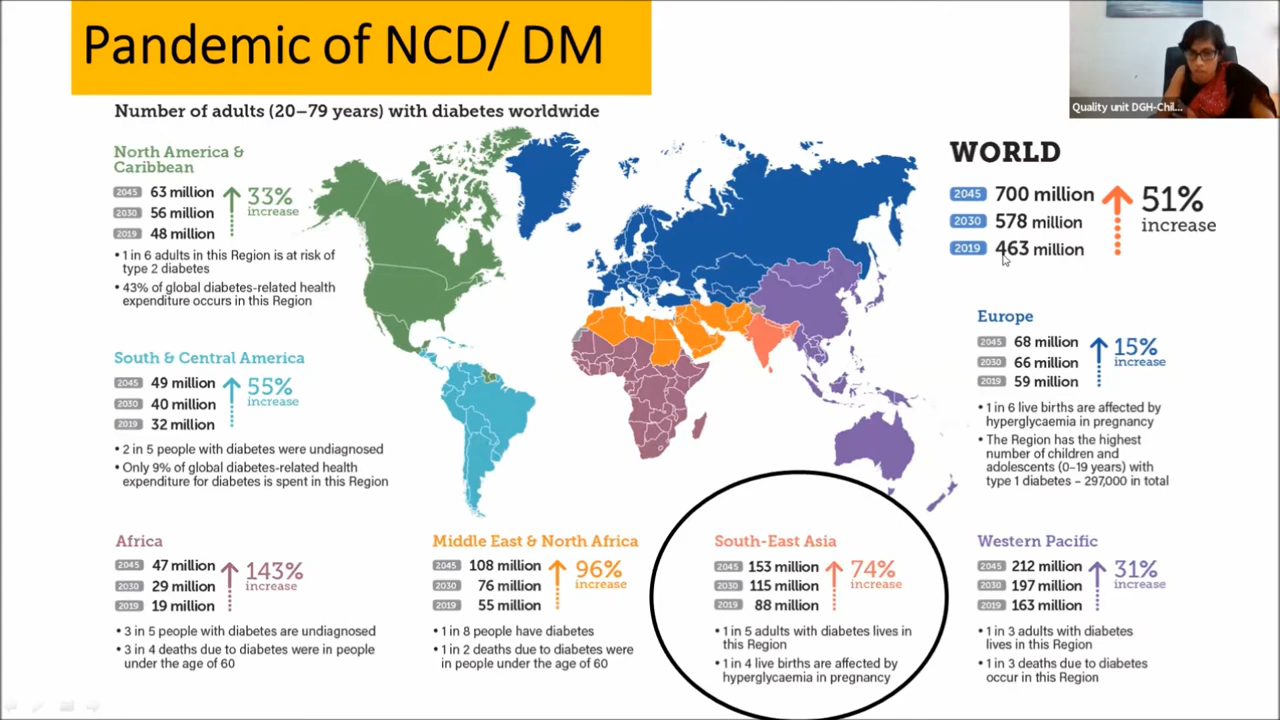 Pandemic of NCD/ DM
Quality unit DGH-Chil...
Number of adults (20–79 years) with diabetes worldwide
North America &
Caribbean
2045 63 million
2030 56 million
2019 48 million
33%
increase
• 1 in 6 adults in this Region is at risk of
type 2 diabetes
• 43% of global diabetes-related health
expenditure occurs in this Region
WORLD
2045 700 million
2030 578 million
2019 463 million
51%
increase
South & Central America
2045 49 million
2030 40 million
2019 32 million
55%
increase
• 2 in 5 people with diabetes were undiagnosed
• Only 9% of global diabetes-related health
expenditure for diabetes is spent in this Region
Europe
2045 68 million
2030 66 million
2019 59 million
15%
increase
• 1 in 6 live births are affected by
hyperglycaemia in pregnancy
• The Region has the highest
number of children and
adolescents (0–19 years) with
type 1 diabetes – 297,000 in total
Africa
2045 47 million
2030 29 million
2019 19 million
143%
increase
• 3 in 5 people with diabetes are undiagnosed
• 3 in 4 deaths due to diabetes were in people
under the age of 60
Middle East & North Africa
2045 108 million
2030 76 million
2019 55 million
96%
increase
• 1 in 8 people have diabetes
• 1 in 2 deaths due to diabetes were
in people under the age of 60
South-East Asia
2045 153 million
2030 115 million
2019 88 million
74%
increase
• 1 in 5 adults with diabetes lives in
this Region
• 1 in 4 live births are affected by
hyperglycaemia in pregnancy
Western Pacific
2045 212 million
2030 197 million
2019 163 million
31%
increase
• 1 in 3 adults with diabetes
lives in this Region
• 1 in 3 deaths due to diabetes
occur in this Region